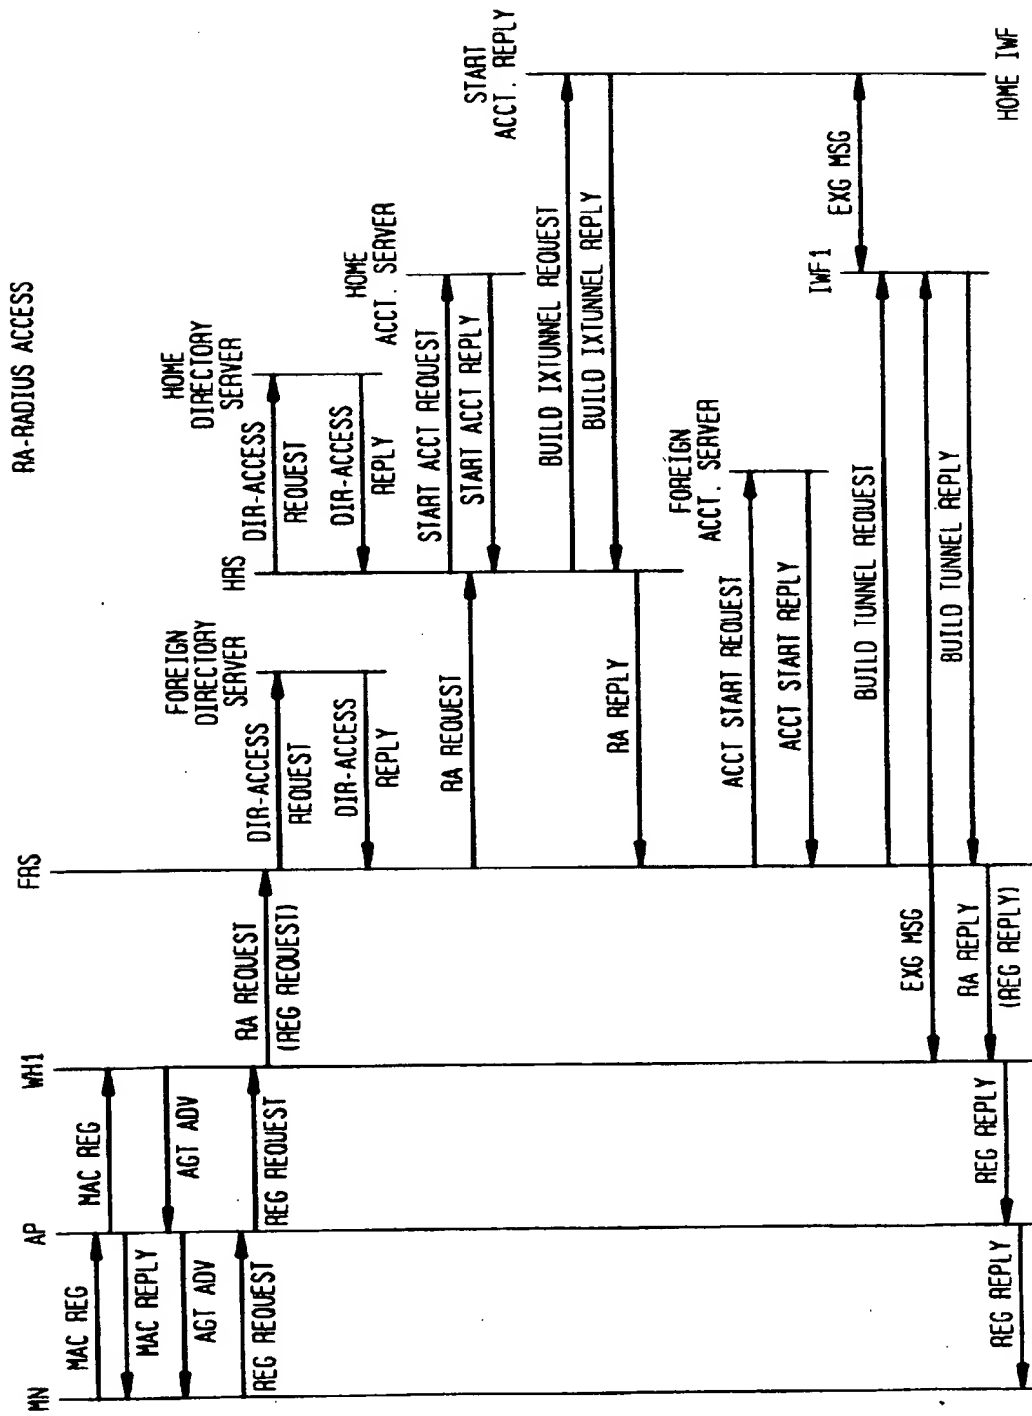 RA-RADIUS ACCESS
MN
AP
WH1
FRS
FOREIGN
DIRECTORY
SERVER
HRS
HOME
DIRECTORY
SERVER
HOME
ACCT. SERVER
START
ACCT. REPLY
MAC REG
MAC REG
MAC REPLY
AGT ADV
AGT ADV
REG REQUEST
REG REQUEST
RA REQUEST
(REG REQUEST)
DIR-ACCESS
REQUEST
DIR-ACCESS
REPLY
DIR-ACCESS
REQUEST
DIR-ACCESS
REPLY
RA REQUEST
START ACCT REQUEST
START ACCT REPLY
BUILD IXTUNNEL REQUEST
BUILD IXTUNNEL REPLY
RA REPLY
FOREIGN
ACCT. SERVER
ACCT START REQUEST
ACCT START REPLY
IWF1
EXG MSG
BUILD TUNNEL REQUEST
EXG MSG
BUILD TUNNEL REPLY
RA REPLY
(REG REPLY)
REG REPLY
REG REPLY
HOME IWF